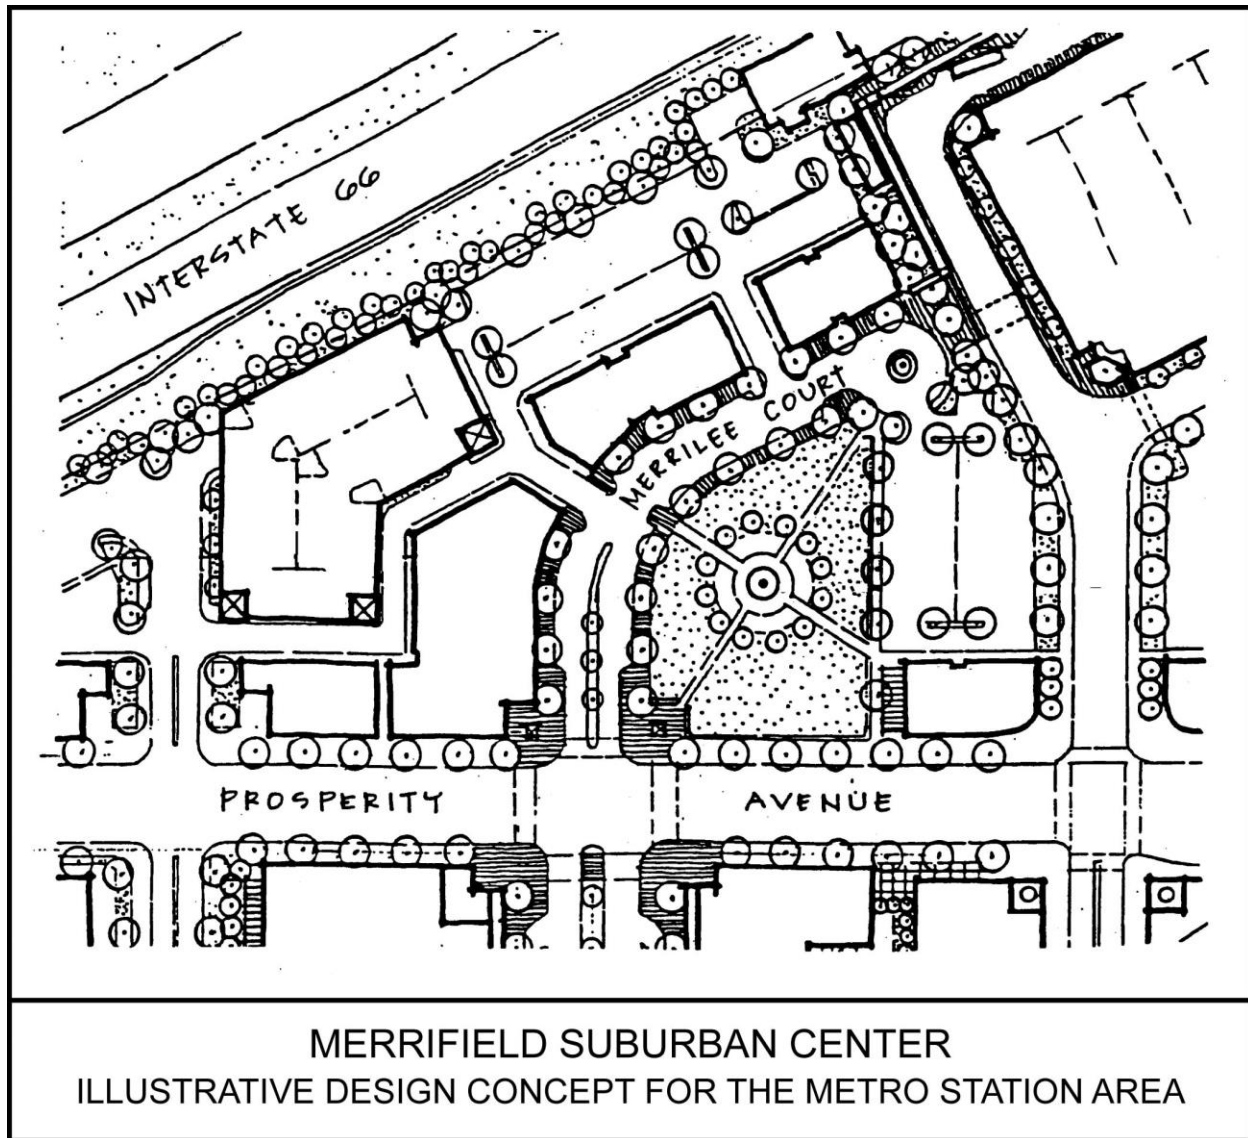 INTERSTATE 66
MERRILEE COURT
PROSPERITY AVENUE
MERRIFIELD SUBURBAN CENTER
ILLUSTRATIVE DESIGN CONCEPT FOR THE METRO STATION AREA